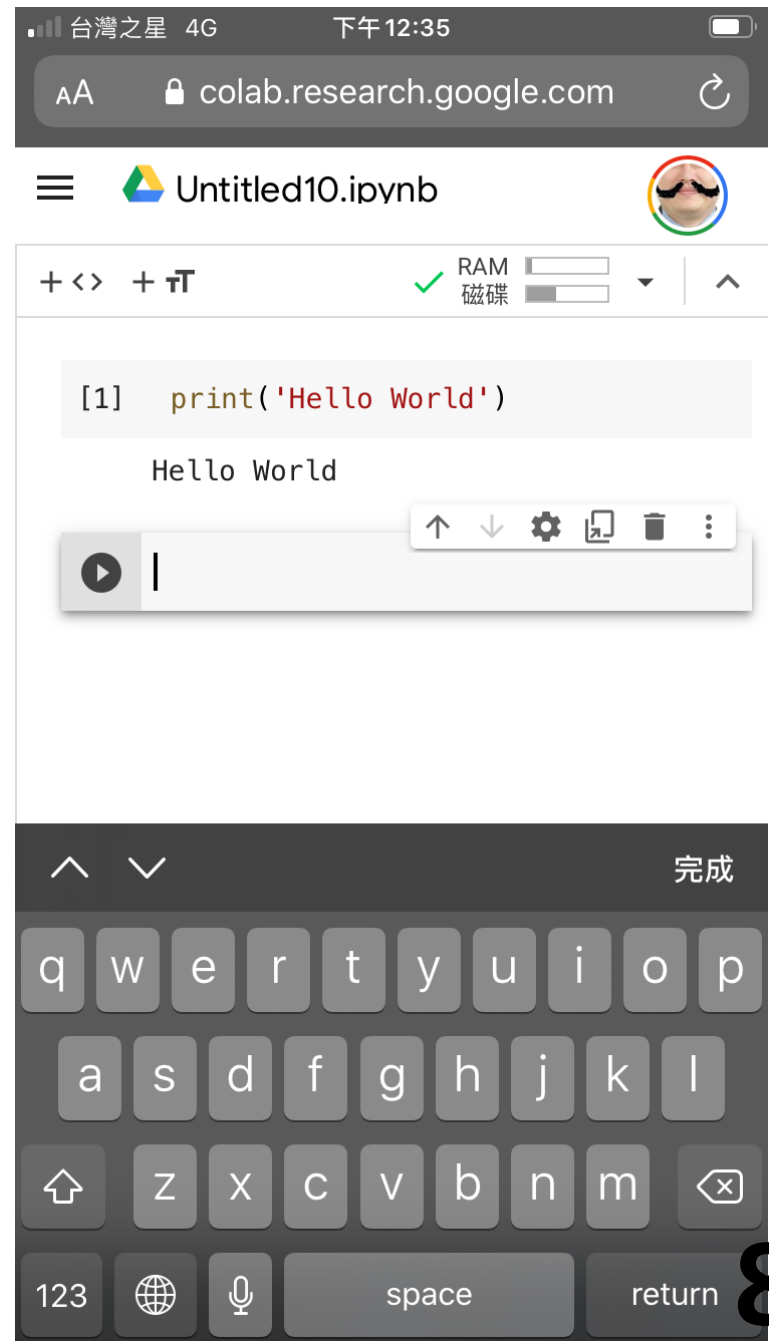 台灣之星 4G 下午12:35
AA colab.research.google.com
Untitled10.ipynb
+<> +TT RAM
磁碟
[1] print('Hello World')
Hello World
完成
q w e r t y u i o p
a s d f g h j k l
z x c v b n m
123 space return
8